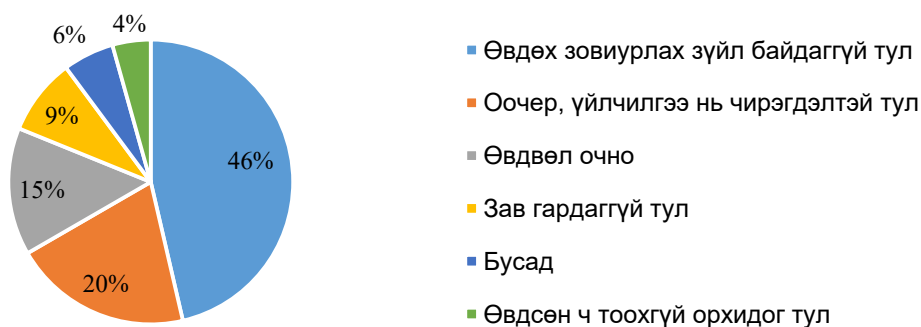 4%
6%
9%
46%
15%
20%
Өвдөх зовиурлах зүйл байдаггүй тул
Оочер, үйлчилгээ нь чирэгдэлтэй тул
Өвдвөл очно
Зав гардаггүй тул
Бусад
Өвдсөн ч тоохгүй орхидог тул